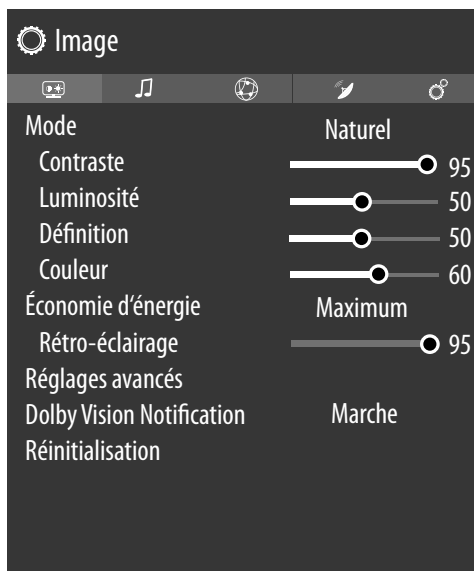 Image
Mode Naturel
Contraste 95
Luminosité 50
Définition 50
Couleur 60
Économie d‘énergie Maximum
Rétro-éclairage 95
Réglages avancés
Dolby Vision Notification Marche
Réinitialisation